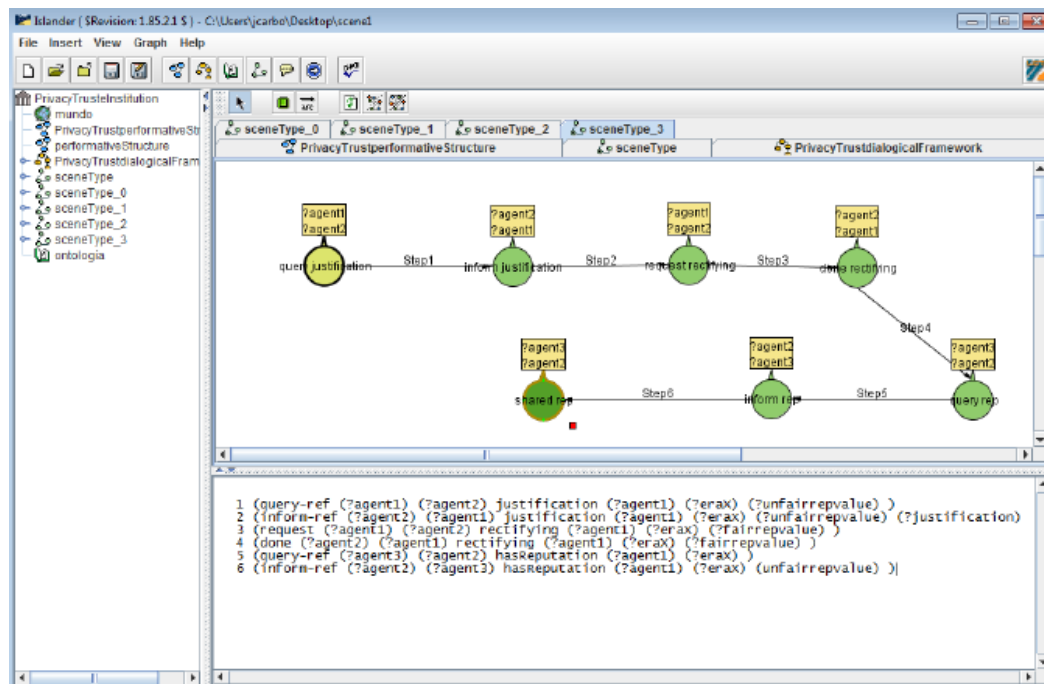 Islander ( $Revision: 1.85.2.1 $ ) - C:\Users\jcarbo\Desktop\scene1
File Insert View Graph Help
PrivacyTrusteInstitution
mundo
PrivacyTrustperformativeStr
performativeStructure
PrivacyTrustdialogicalFram
sceneType
sceneType_0
sceneType_1
sceneType_2
sceneType_3
ontologia
ARC
sceneType_0 sceneType_1 sceneType_2 sceneType_3
PrivacyTrustperformativeStructure sceneType PrivacyTrustdialogicalFramework
?agent1 ?agent2 ?agent1 ?agent2
?agent2 ?agent1 ?agent2 ?agent1
query justification Step1 inform justification Step2 request rectifying Step3 done rectifying
Step4
?agent3 ?agent2 ?agent3
?agent2 ?agent3 ?agent2
shared rep Step6 inform rep Step5 query rep
1 (query-ref (?agent1) (?agent2) justification (?agent1) (?eraX) (?unfairrepvalue) )
2 (inform-ref (?agent2) (?agent1) justification (?agent1) (?erax) (?unfairrepvalue) (?justification)
3 (request (?agent1) (?agent2) rectifying (?agent1) (?eraX) (?fairrepvalue) )
4 (done (?agent2) (?agent1) rectifying (?agent1) (?eraX) (?fairrepvalue) )
5 (query-ref (?agent3) (?agent2) hasReputation (?agent1) (?eraX) )
6 (inform-ref (?agent2) (?agent3) hasReputation (?agent1) (?eraX) (unfairrepvalue) )